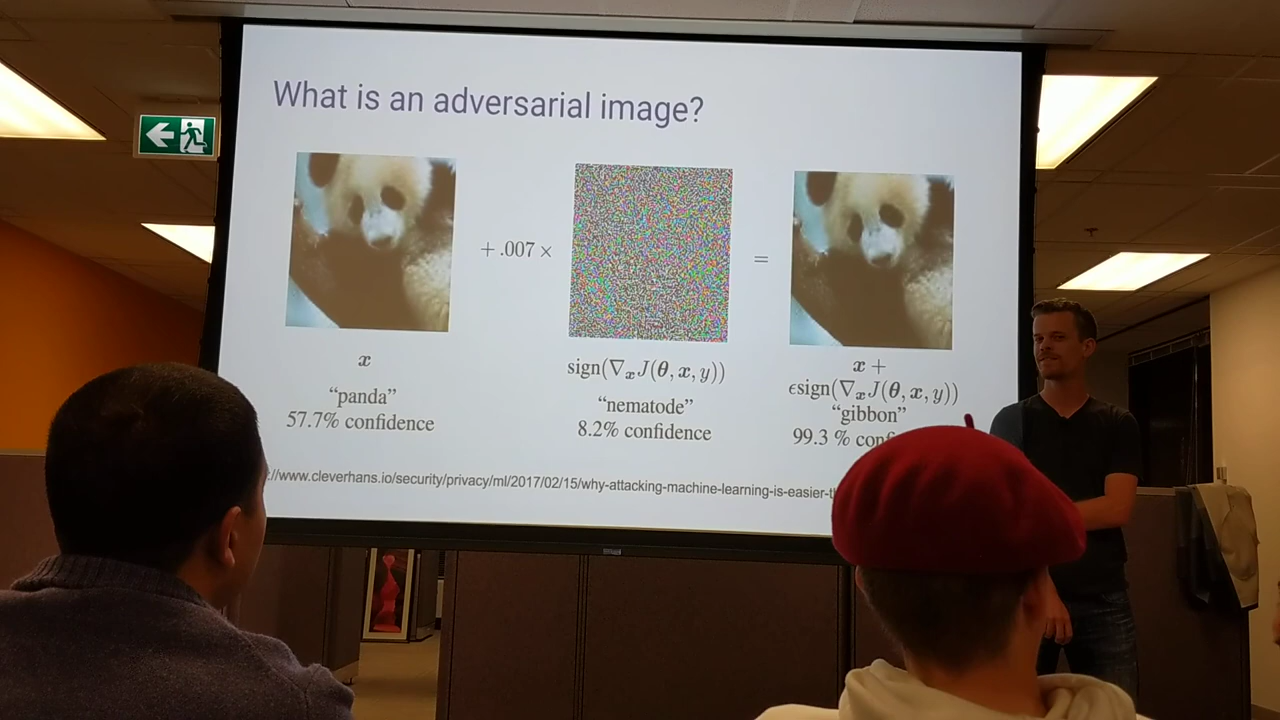 What is an adversarial image?
+ .007 ×
=
x
"panda"
57.7% confidence
sign(∇ₓJ(θ, x, y))
"nematode"
8.2% confidence
x +
ϵsign(∇ₓJ(θ, x, y))
"gibbon"
99.3 %
://www.cleverhans.io/security/privacy/ml/2017/02/15/why-attacking-machine-learning-is-easier-